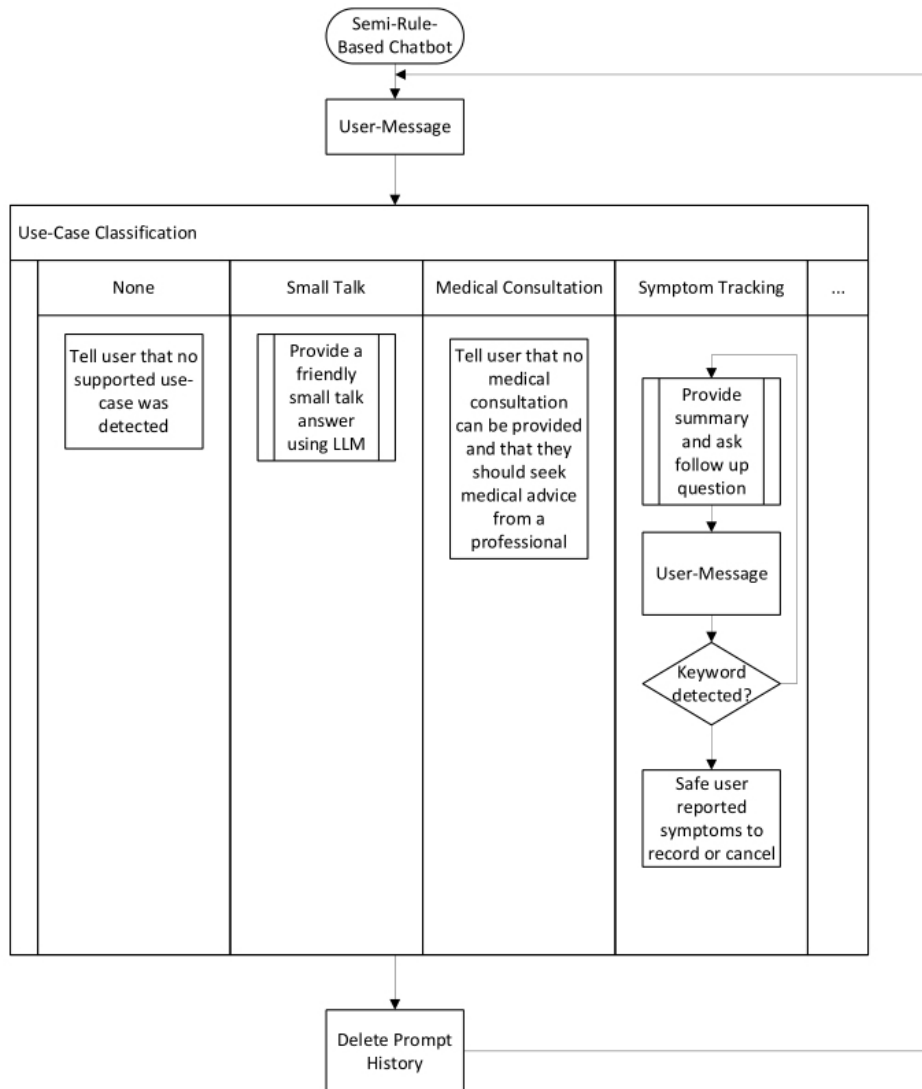 Semi-Rule-
Based Chatbot
User-Message
Use-Case Classification
None
Small Talk
Medical Consultation
Symptom Tracking
...
Tell user that no
supported use-
case was
detected
Provide a
friendly
small talk
answer
using LLM
Tell user that no
medical
consultation
can be provided
and that they
should seek
medical advice
from a
professional
Provide
summary
and ask
follow up
question
User-Message
Keyword
detected?
Safe user
reported
symptoms to
record or cancel
Delete Prompt
History